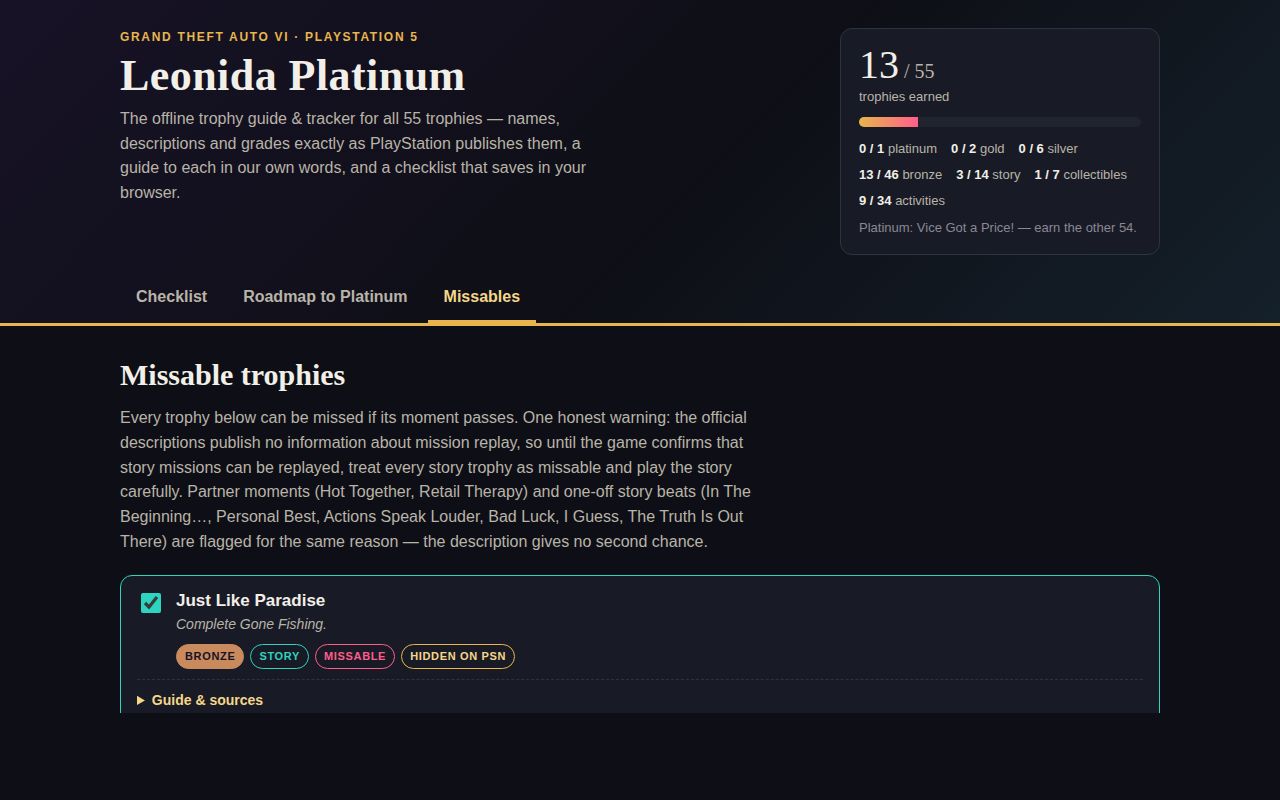 GRAND THEFT AUTO VI · PLAYSTATION 5
Leonida Platinum
The offline trophy guide & tracker for all 55 trophies — names,
descriptions and grades exactly as PlayStation publishes them, a
guide to each in our own words, and a checklist that saves in your
browser.
13 / 55
trophies earned
0 / 1 platinum 0 / 2 gold 0 / 6 silver
13 / 46 bronze 3 / 14 story 1 / 7 collectibles
9 / 34 activities
Platinum: Vice Got a Price! — earn the other 54.
Checklist Roadmap to Platinum Missables
Missable trophies
Every trophy below can be missed if its moment passes. One honest warning: the official
descriptions publish no information about mission replay, so until the game confirms that
story missions can be replayed, treat every story trophy as missable and play the story
carefully. Partner moments (Hot Together, Retail Therapy) and one-off story beats (In The
Beginning…, Personal Best, Actions Speak Louder, Bad Luck, I Guess, The Truth Is Out
There) are flagged for the same reason — the description gives no second chance.
Just Like Paradise
Complete Gone Fishing.
BRONZE STORY MISSABLE HIDDEN ON PSN
Guide & sources